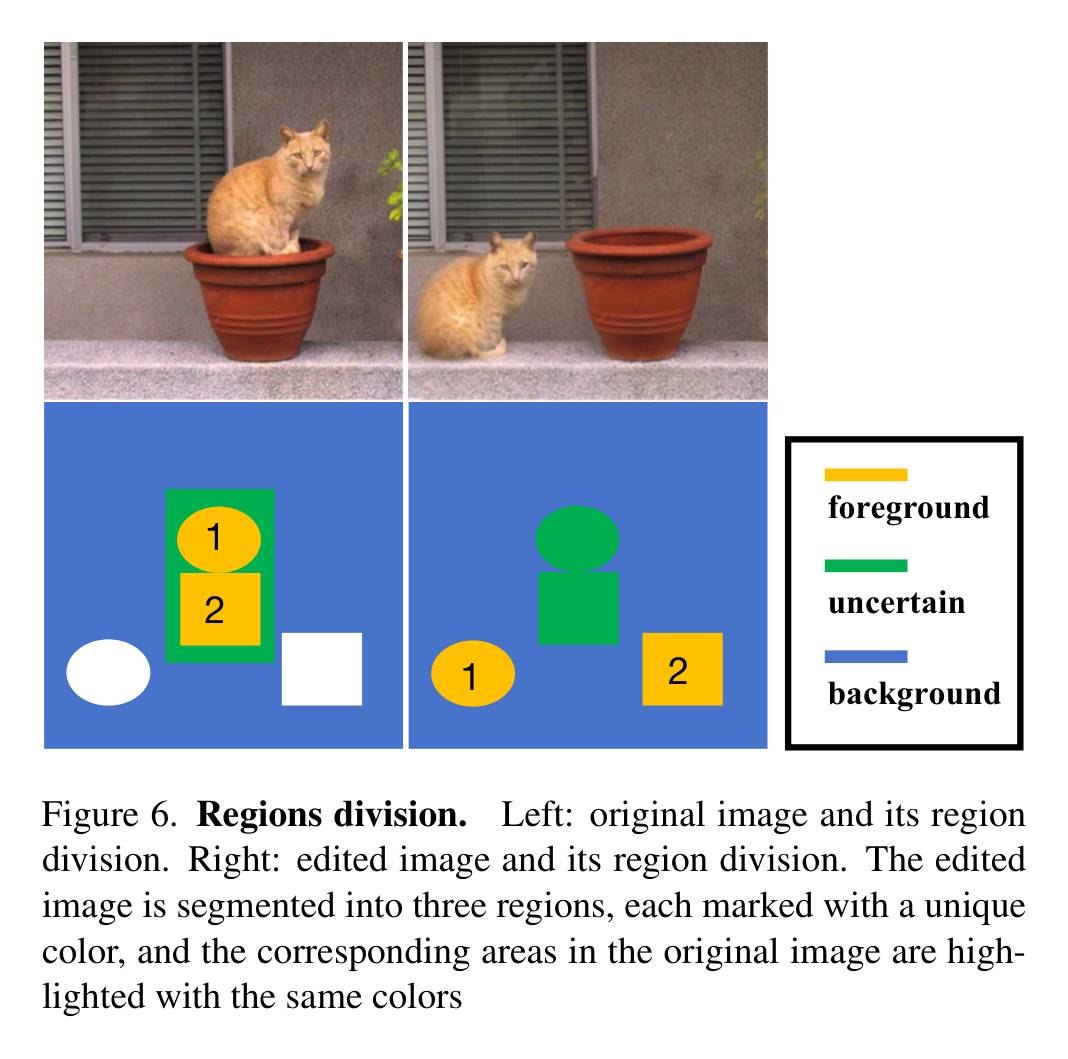 1
2
1
2
foreground
uncertain
background
Figure 6. Regions division. Left: original image and its region
division. Right: edited image and its region division. The edited
image is segmented into three regions, each marked with a unique
color, and the corresponding areas in the original image are high-
lighted with the same colors